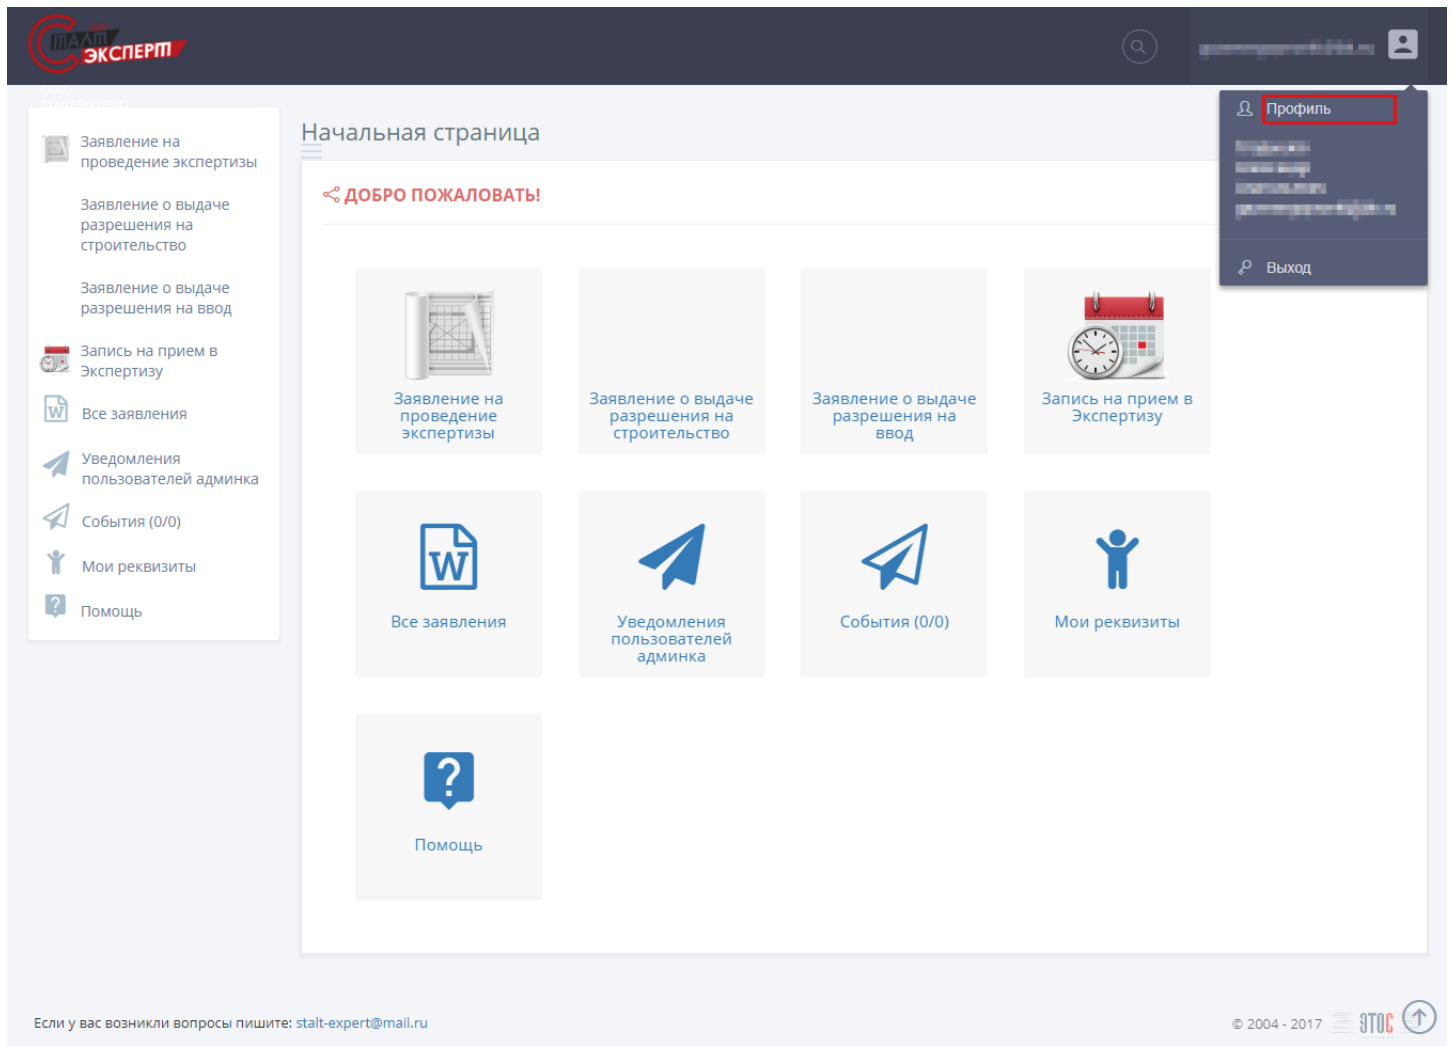 СТАЛТ
ЭКСПЕРТ
Профиль
Выход
Заявление на
проведение экспертизы
Заявление о выдаче
разрешения на
строительство
Заявление о выдаче
разрешения на ввод
Запись на прием в
Экспертизу
Все заявления
Уведомления
пользователей админка
События (0/0)
Мои реквизиты
Помощь
Начальная страница
ДОБРО ПОЖАЛОВАТЬ!
Заявление на
проведение
экспертизы
Заявление о выдаче
разрешения на
строительство
Заявление о выдаче
разрешения на
ввод
Запись на прием в
Экспертизу
Все заявления
Уведомления
пользователей
админка
События (0/0)
Мои реквизиты
Помощь
Если у вас возникли вопросы пишите: stalt-expert@mail.ru
© 2004 - 2017
ЭТОС